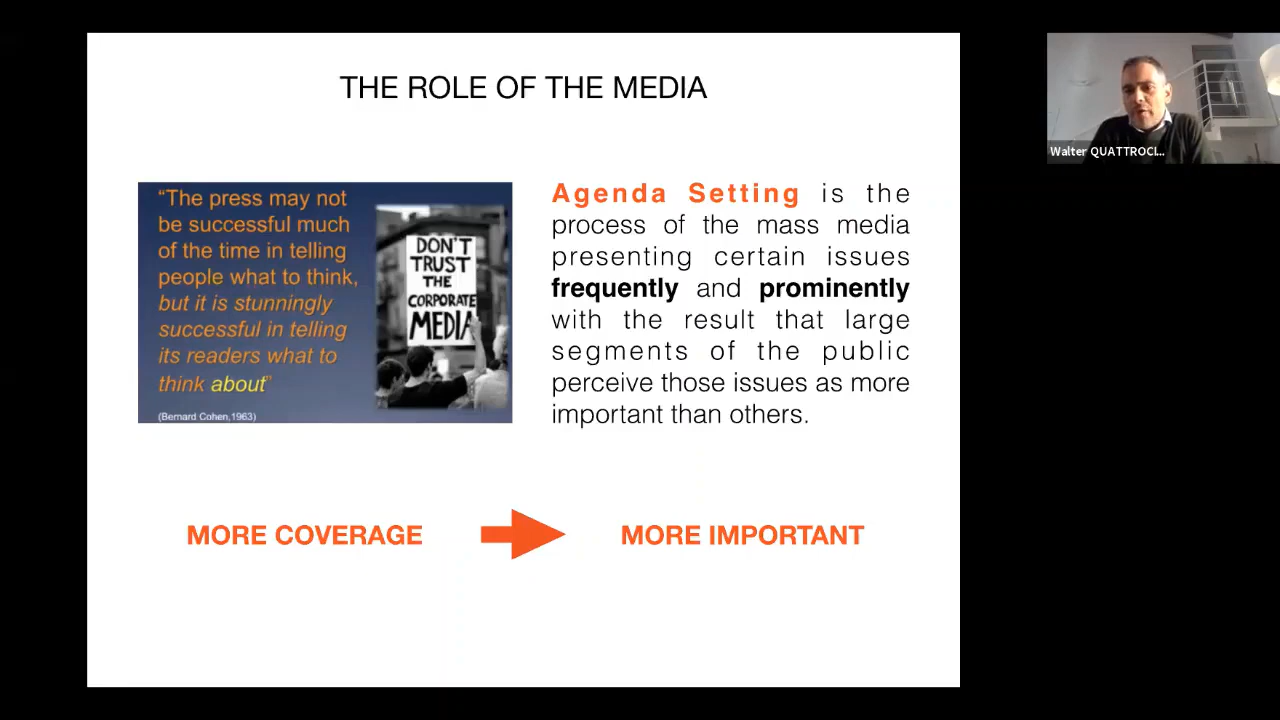 THE ROLE OF THE MEDIA
“The press may not
be successful much
of the time in telling
people what to think,
but it is stunningly
successful in telling
its readers what to
think about”
(Bernard Cohen,1963)
DON'T
TRUST
THE
CORPORATE
MEDIA
Agenda Setting is the
process of the mass media
presenting certain issues
frequently and prominently
with the result that large
segments of the public
perceive those issues as more
important than others.
MORE COVERAGE
MORE IMPORTANT
Walter QUATTROCI...